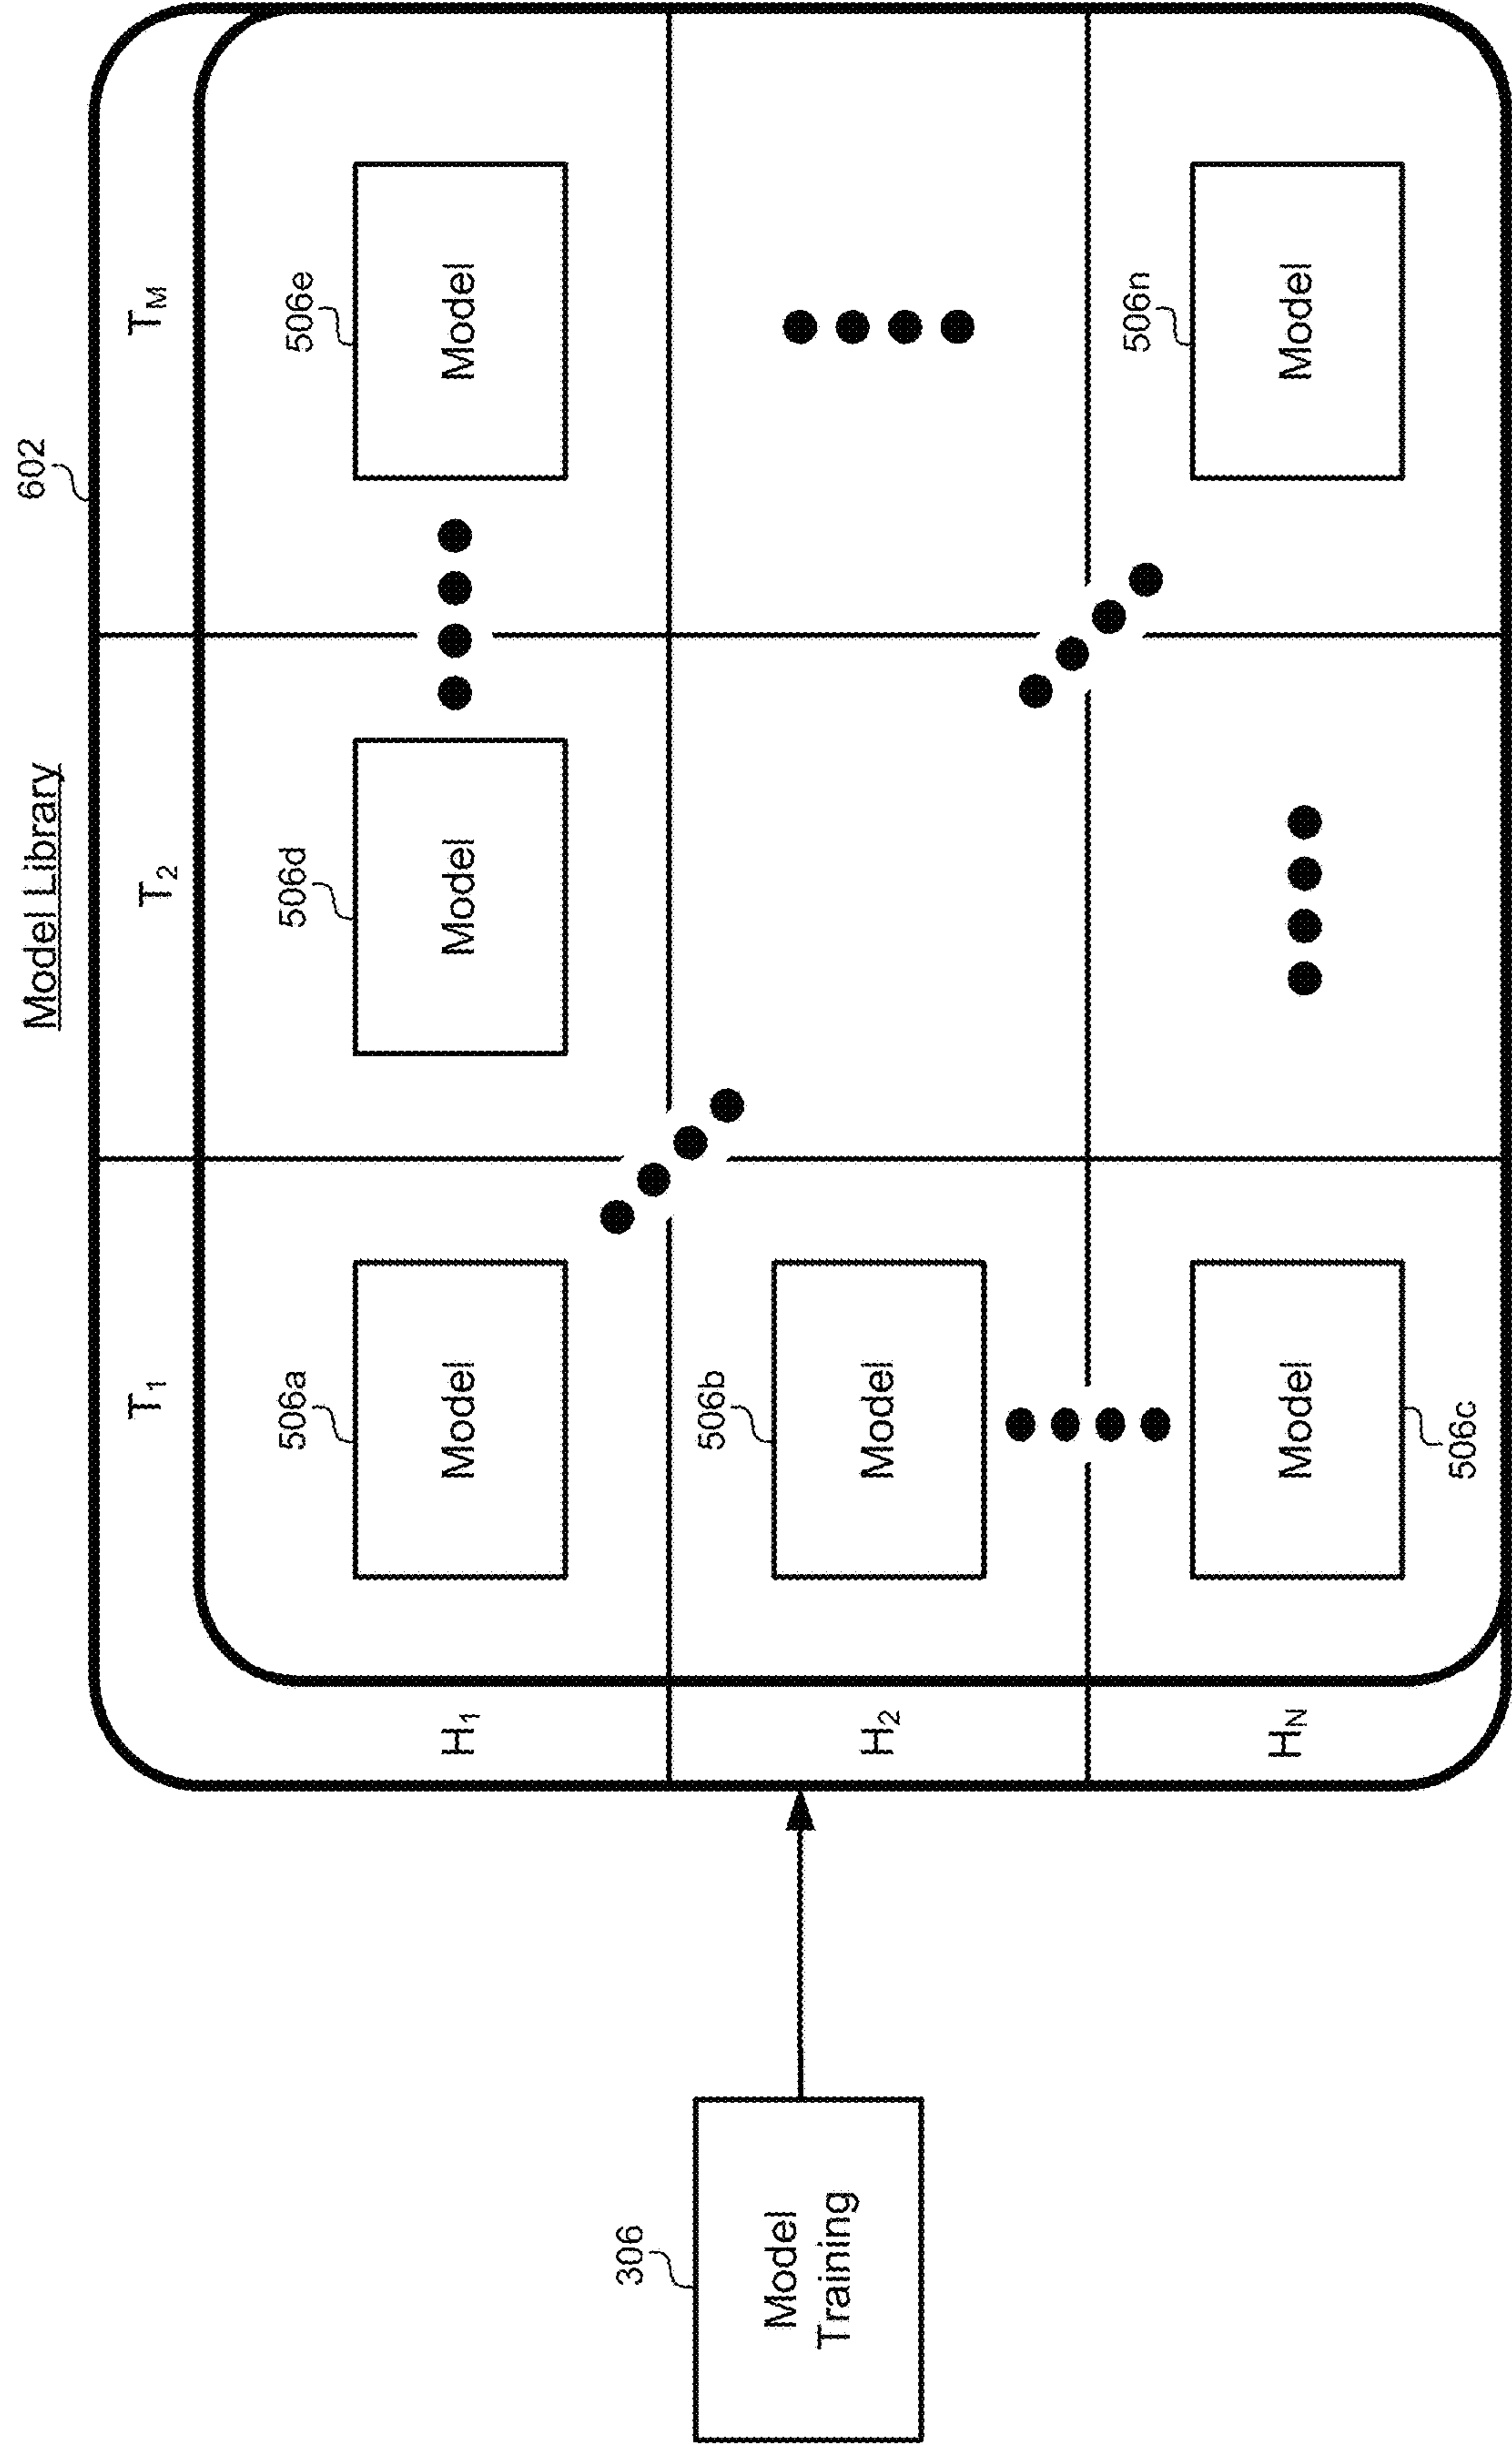 Model Library
602
T1
T2
TM
H1
506a
Model
506d
Model
506e
Model
306
Model
Training
H2
506b
Model
HN
Model
506c
506n
Model